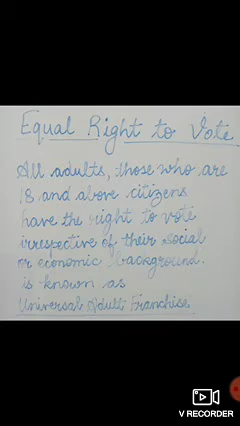 Equal Right to Vote
All adults, those who are
18 and above citizens
have the right to vote
irrespective of their social
or economic background.
is known as
Universal Adult Franchise
V RECORDER